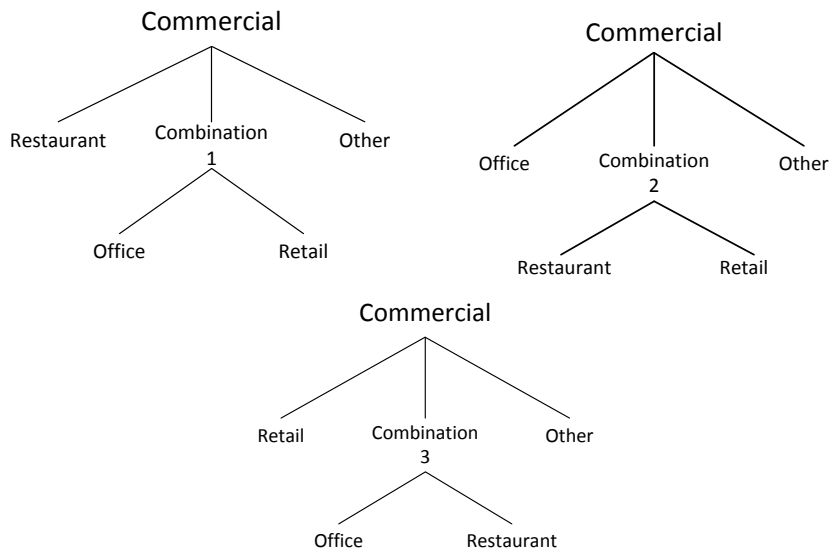 Commercial
Restaurant
Combination
1
Other
Office
Retail
Commercial
Office
Combination
2
Other
Restaurant
Retail
Commercial
Retail
Combination
3
Other
Office
Restaurant